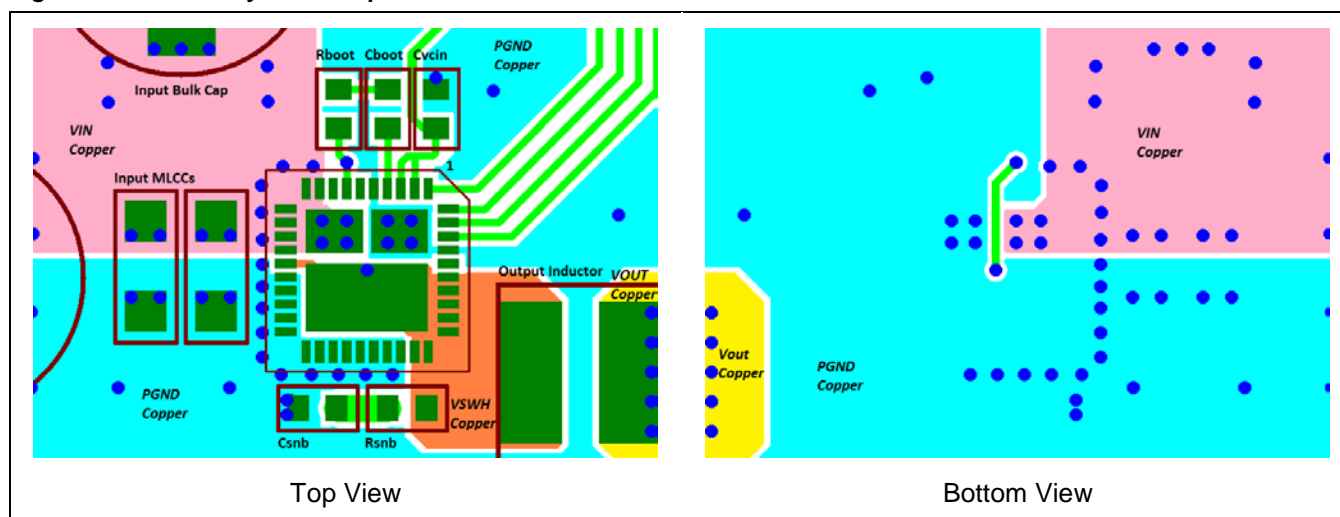 Rboot Cboot Cvcin
PGND
Copper
Input Bulk Cap
VIN
Copper
1
Input MLCCs
Output Inductor
VOUT
Copper
PGND
Copper
VSWH
Copper
Csnb
Rsnb
Top View
VIN
Copper
Vout
Copper
PGND
Copper
Bottom View